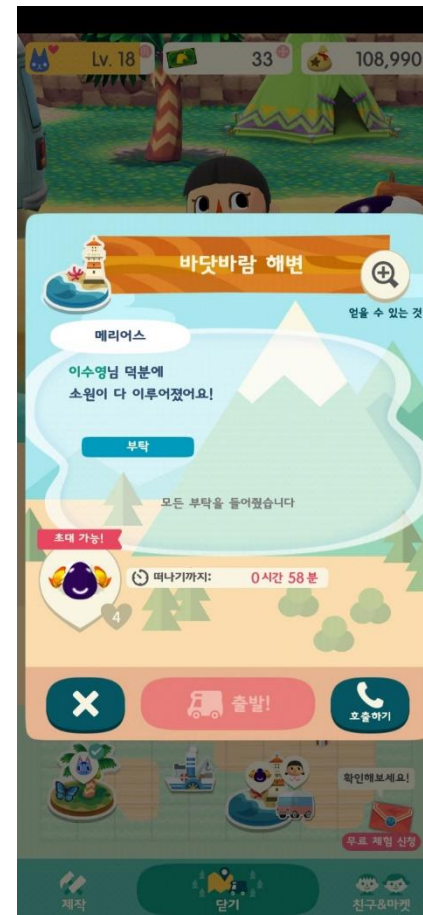 Lv. 18
33
108,990
바닷바람 해변
얻을 수 있는 것
메리어스
이수영님 덕분에
소원이 다 이루어졌어요!
부탁
모든 부탁을 들어줬습니다
초대 가능!
4
떠나기까지: 0시간 58분
출발!
호출하기
확인해보세요!
무료 체험 신청
제작
닫기
친구&마켓